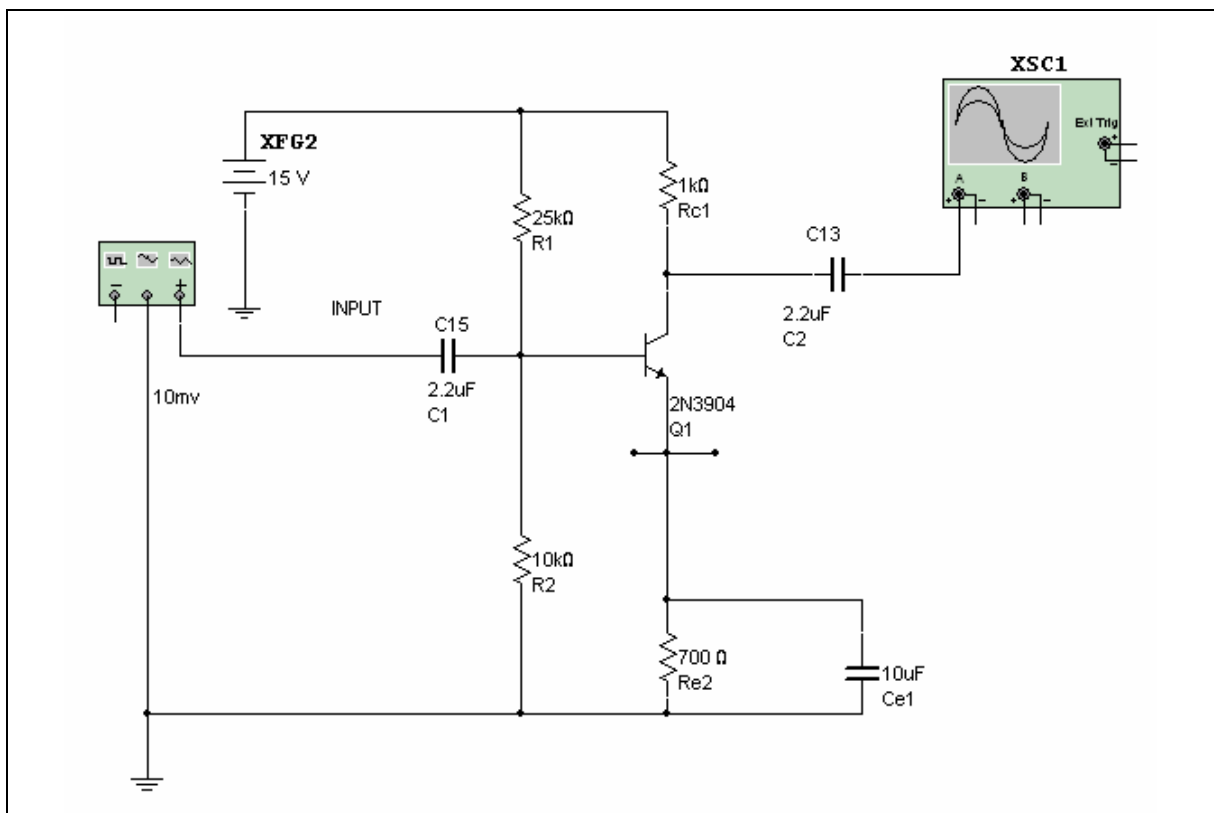 XSC1
Ext Trig
+
−
A
B
+ − + −
XFG2
15 V
1kΩ
Rc1
25kΩ
R1
C13
2.2uF
C2
INPUT
− +
C15
2.2uF
C1
10mv
2N3904
Q1
10kΩ
R2
700 Ω
Re2
10uF
Ce1